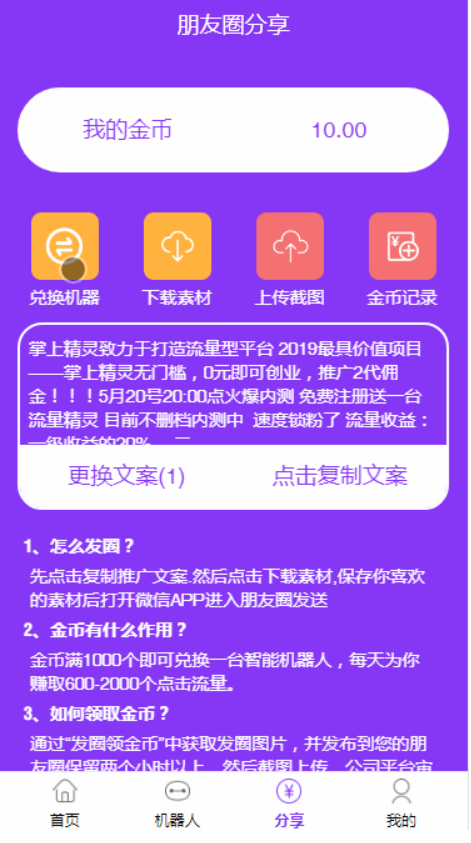 朋友圈分享
我的金币 10.00
兑换机器 下载素材 上传截图 金币记录
掌上精灵致力于打造流量型平台 2019最具价值项目
——掌上精灵无门槛，0元即可创业，推广2代佣
金！！！5月20号20:00点火爆内测 免费注册送一台
流量精灵 目前不删档内测中 速度锁粉了 流量收益：
一级收益的20%
更换文案(1) 点击复制文案
1、怎么发圈？
先点击复制推广文案.然后点击下载素材,保存你喜欢
的素材后打开微信APP进入朋友圈发送
2、金币有什么作用？
金币满1000个即可兑换一台智能机器人，每天为你
赚取600-2000个点击流量。
3、如何领取金币？
通过“发圈领金币”中获取发圈图片，并发布到您的朋
友圈保留两个小时以上，然后截图上传，公司平台审
首页 机器人 分享 我的